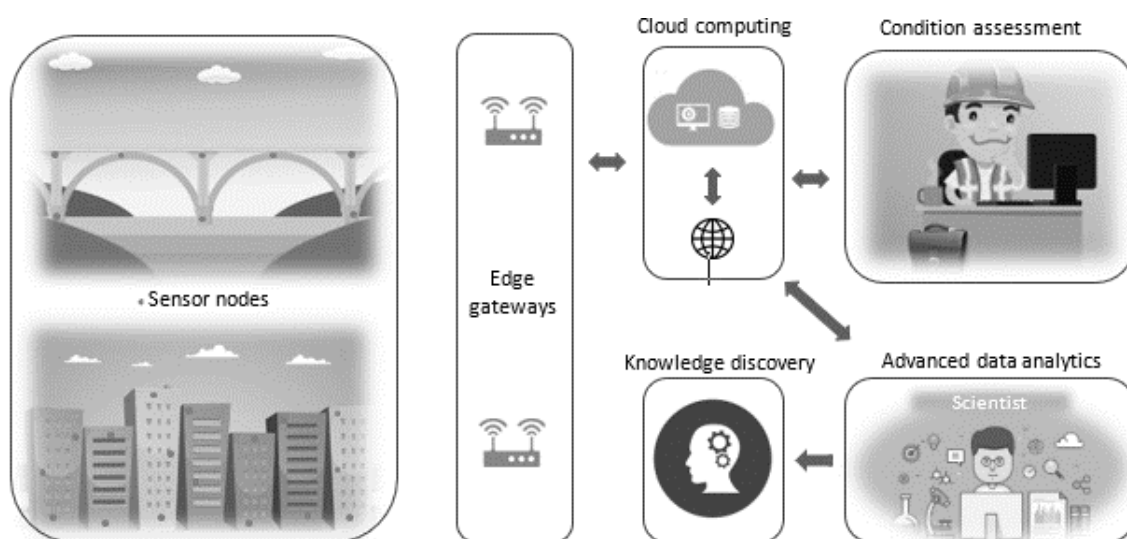 Cloud computing
Condition assessment
Sensor nodes
Edge
gateways
Knowledge discovery
Advanced data analytics
Scientist